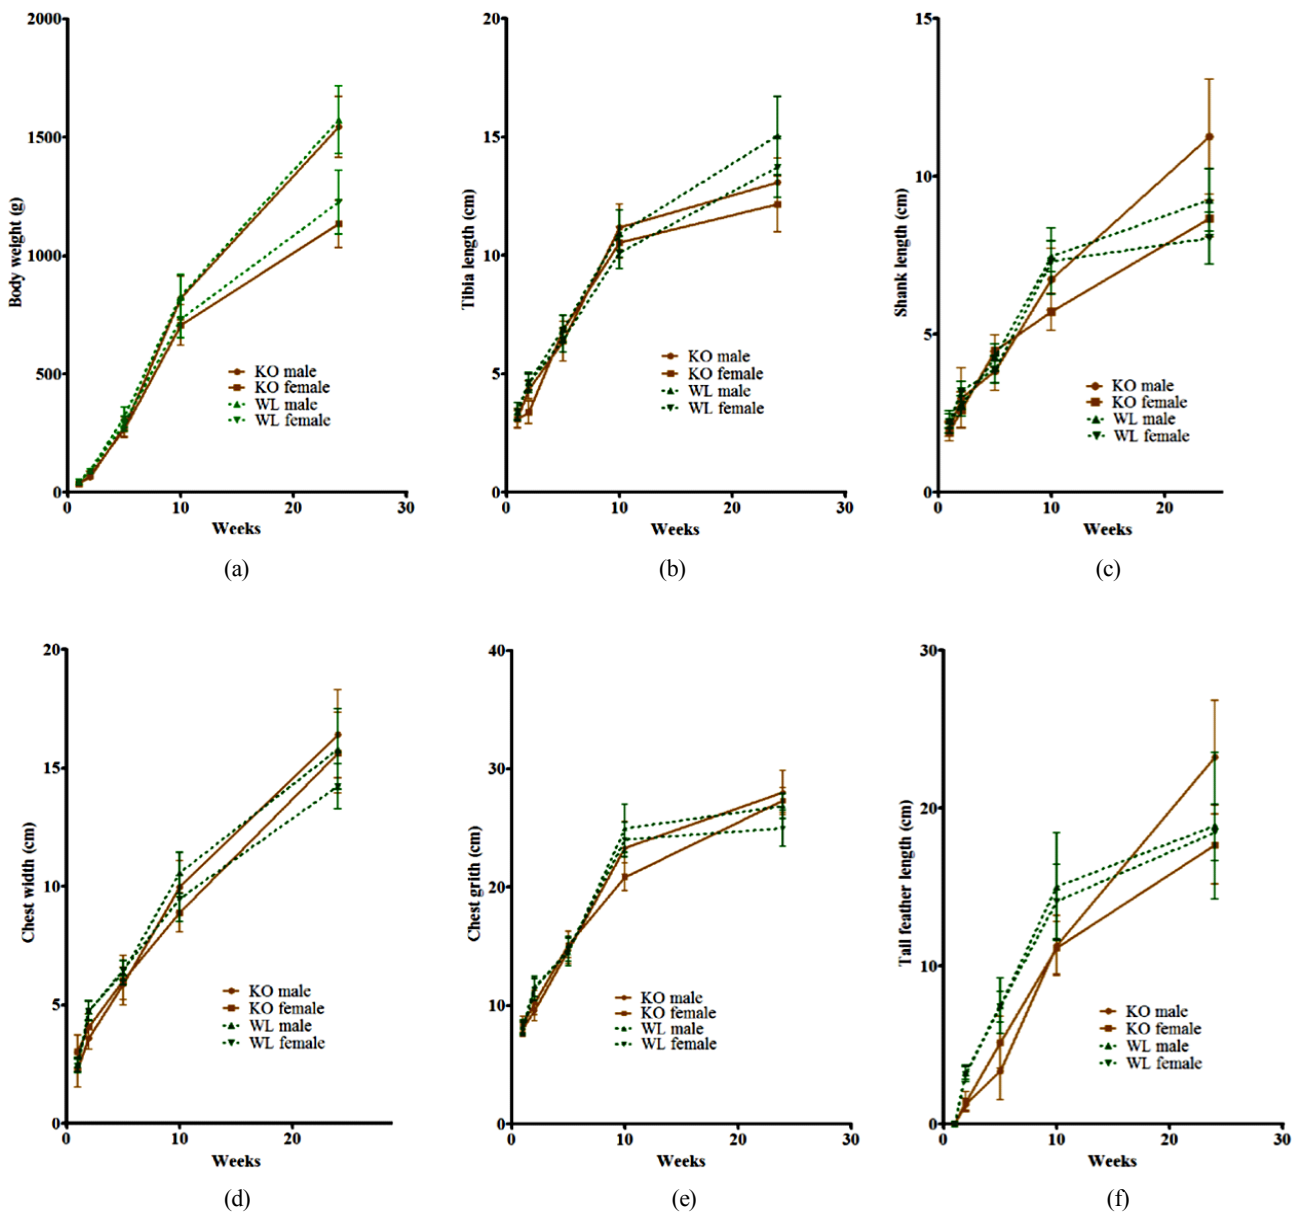 2000
1500
1000
500
0
Body weight (g)
KO male
KO female
WL male
WL female
0 10 20 30
Weeks
(a)
20
15
10
5
0
Tibia length (cm)
KO male
KO female
WL male
WL female
0 10 20 30
Weeks
(b)
15
10
5
0
Shank length (cm)
KO male
KO female
WL male
WL female
0 10 20
Weeks
(c)
20
15
10
5
0
Chest width (cm)
KO male
KO female
WL male
WL female
0 10 20
Weeks
(d)
40
30
20
10
0
Chest grith (cm)
KO male
KO female
WL male
WL female
0 10 20 30
Weeks
(e)
30
20
10
0
Tail feather length (cm)
KO male
KO female
WL male
WL female
0 10 20 30
Weeks
(f)